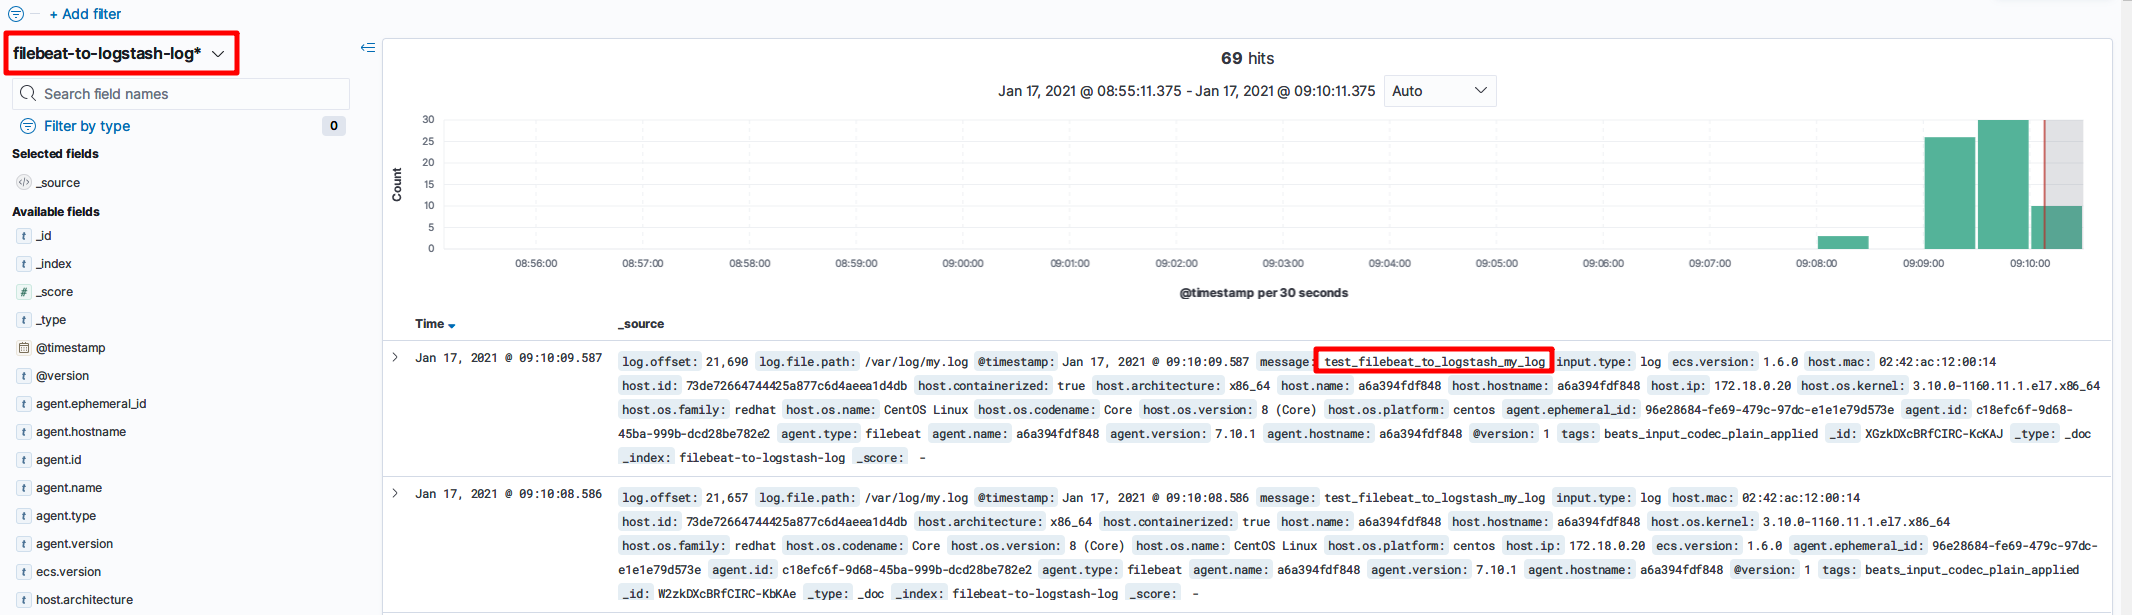 + Add filter
filebeat-to-logstash-log*
Search field names
Filter by type 0
Selected fields
_source
Available fields
_id
_index
_score
_type
@timestamp
@version
agent.ephemeral_id
agent.hostname
agent.id
agent.name
agent.type
agent.version
ecs.version
host.architecture
69 hits
Jan 17, 2021 @ 08:55:11.375 - Jan 17, 2021 @ 09:10:11.375 Auto
Count
30
25
20
15
10
5
0
08:56:00 08:57:00 08:58:00 08:59:00 09:00:00 09:01:00 09:02:00 09:03:00 09:04:00 09:05:00 09:06:00 09:07:00 09:08:00 09:09:00 09:10:00
@timestamp per 30 seconds
Time _source
Jan 17, 2021 @ 09:10:09.587 log.offset: 21,690 log.file.path: /var/log/my.log @timestamp: Jan 17, 2021 @ 09:10:09.587 message: test_filebeat_to_logstash_my_log input.type: log ecs.version: 1.6.0 host.mac: 02:42:ac:12:00:14
host.id: 73de72664744425a877c6d4aeea1d4db host.containerized: true host.architecture: x86_64 host.name: a6a394fdf848 host.hostname: a6a394fdf848 host.ip: 172.18.0.20 host.os.kernel: 3.10.0-1160.11.1.el7.x86_64
host.os.family: redhat host.os.name: CentOS Linux host.os.codename: Core host.os.version: 8 (Core) host.os.platform: centos agent.ephemeral_id: 96e28684-fe69-479c-97dc-e1e1e79d573e agent.id: c18efc6f-9d68-
45ba-999b-dcd28be782e2 agent.type: filebeat agent.name: a6a394fdf848 agent.version: 7.10.1 agent.hostname: a6a394fdf848 @version: 1 tags: beats_input_codec_plain_applied _id: XGzkDXcBRfCIRC-KcKAJ _type: _doc
_index: filebeat-to-logstash-log _score: -
Jan 17, 2021 @ 09:10:08.586 log.offset: 21,657 log.file.path: /var/log/my.log @timestamp: Jan 17, 2021 @ 09:10:08.586 message: test_filebeat_to_logstash_my_log input.type: log host.mac: 02:42:ac:12:00:14
host.id: 73de72664744425a877c6d4aeea1d4db host.architecture: x86_64 host.containerized: true host.name: a6a394fdf848 host.hostname: a6a394fdf848 host.os.kernel: 3.10.0-1160.11.1.el7.x86_64
host.os.family: redhat host.os.codename: Core host.os.version: 8 (Core) host.os.name: CentOS Linux host.os.platform: centos host.ip: 172.18.0.20 ecs.version: 1.6.0 agent.ephemeral_id: 96e28684-fe69-479c-97dc-
e1e1e79d573e agent.id: c18efc6f-9d68-45ba-999b-dcd28be782e2 agent.type: filebeat agent.name: a6a394fdf848 agent.version: 7.10.1 agent.hostname: a6a394fdf848 @version: 1 tags: beats_input_codec_plain_applied
_id: W2zkDXcBRfCIRC-KbKAe _type: _doc _index: filebeat-to-logstash-log _score: -